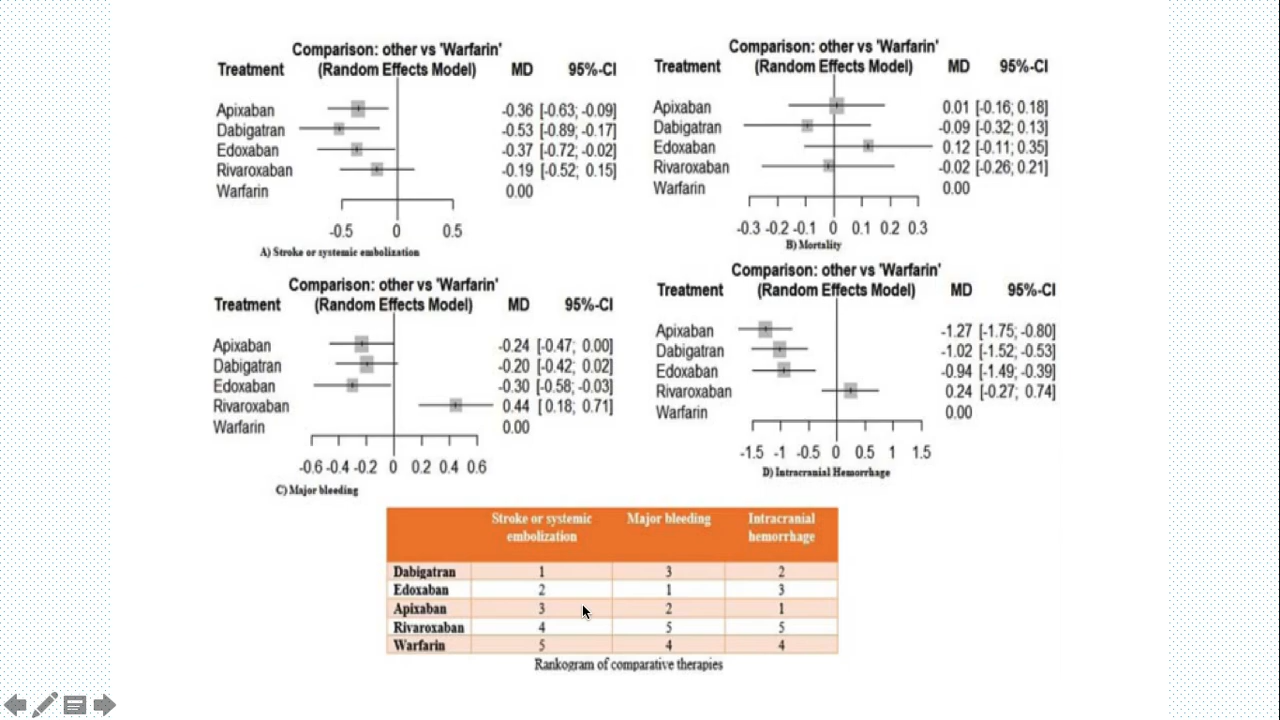 Comparison: other vs 'Warfarin'
Treatment (Random Effects Model) MD 95%-CI
Apixaban -0.36 [-0.63; -0.09]
Dabigatran -0.53 [-0.89; -0.17]
Edoxaban -0.37 [-0.72; -0.02]
Rivaroxaban -0.19 [-0.52; 0.15]
Warfarin 0.00
-0.5 0 0.5
A) Stroke or systemic embolization
Comparison: other vs 'Warfarin'
Treatment (Random Effects Model) MD 95%-CI
Apixaban 0.01 [-0.16; 0.18]
Dabigatran -0.09 [-0.32; 0.13]
Edoxaban 0.12 [-0.11; 0.35]
Rivaroxaban -0.02 [-0.26; 0.21]
Warfarin 0.00
-0.3 -0.2 -0.1 0 0.1 0.2 0.3
B) Mortality
Comparison: other vs 'Warfarin'
Treatment (Random Effects Model) MD 95%-CI
Apixaban -0.24 [-0.47; 0.00]
Dabigatran -0.20 [-0.42; 0.02]
Edoxaban -0.30 [-0.58; -0.03]
Rivaroxaban 0.44 [ 0.18; 0.71]
Warfarin 0.00
-0.6 -0.4 -0.2 0 0.2 0.4 0.6
C) Major bleeding
Comparison: other vs 'Warfarin'
Treatment (Random Effects Model) MD 95%-CI
Apixaban -1.27 [-1.75; -0.80]
Dabigatran -1.02 [-1.52; -0.53]
Edoxaban -0.94 [-1.49; -0.39]
Rivaroxaban 0.24 [-0.27; 0.74]
Warfarin 0.00
-1.5 -1 -0.5 0 0.5 1 1.5
D) Intracranial Hemorrhage
Stroke or systemic Major bleeding Intracranial
embolization hemorrhage
Dabigatran 1 3 2
Edoxaban 2 1 3
Apixaban 3 2 1
Rivaroxaban 4 5 5
Warfarin 5 4 4
Rankogram of comparative therapies